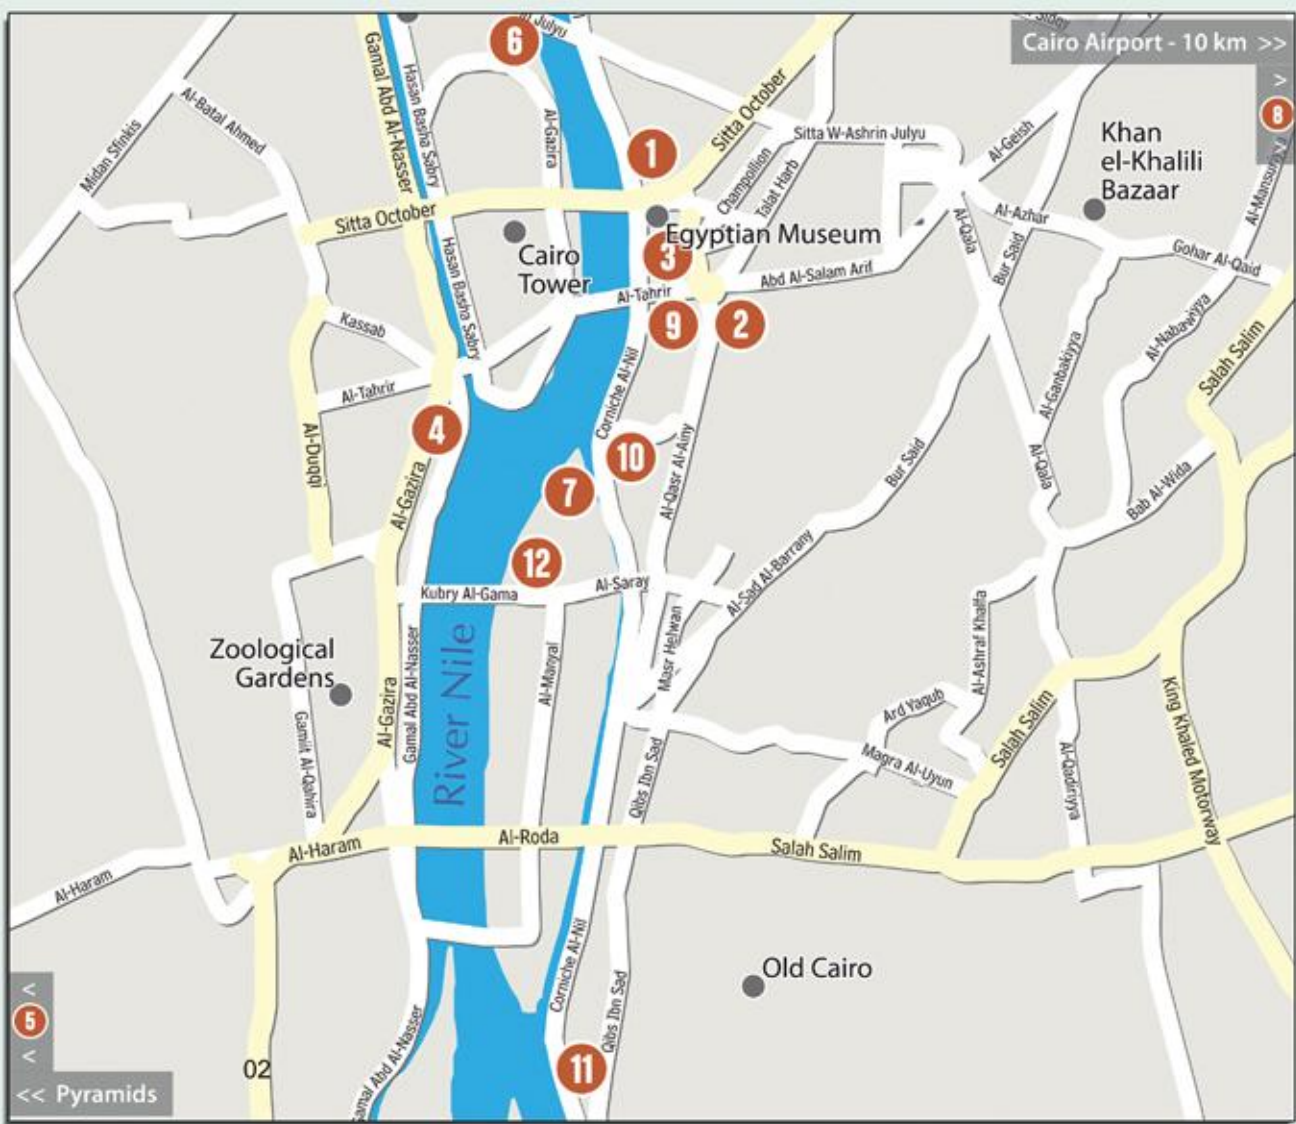 6
Julyu
Cairo Airport - 10 km >>
>
8
Gamal Abd Al-Nasser
Hasan Basha Sabry
Al-Batal Ahmed
Midan Sfinkis
Al-Gazira
1
Sitta October
Sitta W-Ashrin Julyu
Al-Geish
Khan
el-Khalili
Bazaar
Al-Mansuriyya
Champollion
Talat Harb
Sitta October
Cairo
Tower
Egyptian Museum
3
Al-Qala
Al-Azhar
Bur Said
Gohar Al-Qaid
Hasan Basha Sabry
Al-Tahrir
Abd Al-Salam Arif
9
2
Kassab
Al-Nabawiyya
Salah Salim
Al-Ganbakiyya
Al-Tahrir
Corniche Al-Nil
4
10
7
Al-Duqqi
Al-Gazira
Al-Qasr Al-Ainy
Bur Said
Al-Qala
Bab Al-Wida
12
Kubry Al-Gama
Al-Saray
Al-Sad Al-Barrany
Masr Helwan
Al-Ashraf Khalfa
Zoological
Gardens
Gamal Abd Al-Nasser
River Nile
Al-Manyal
Al-Gazira
Gamiit Al-Qahira
Ard Yaqub
Salah Salim
King Khaled Motorway
Magra Al-Uyun
Al-Qadiryya
Qibs Ibn Sad
Al-Haram
Al-Roda
Salah Salim
Al-Haram
Old Cairo
Corniche Al-Nil
Qibs Ibn Sad
<
5
<
<< Pyramids
02
Gamal Abd Al-Nasser
11